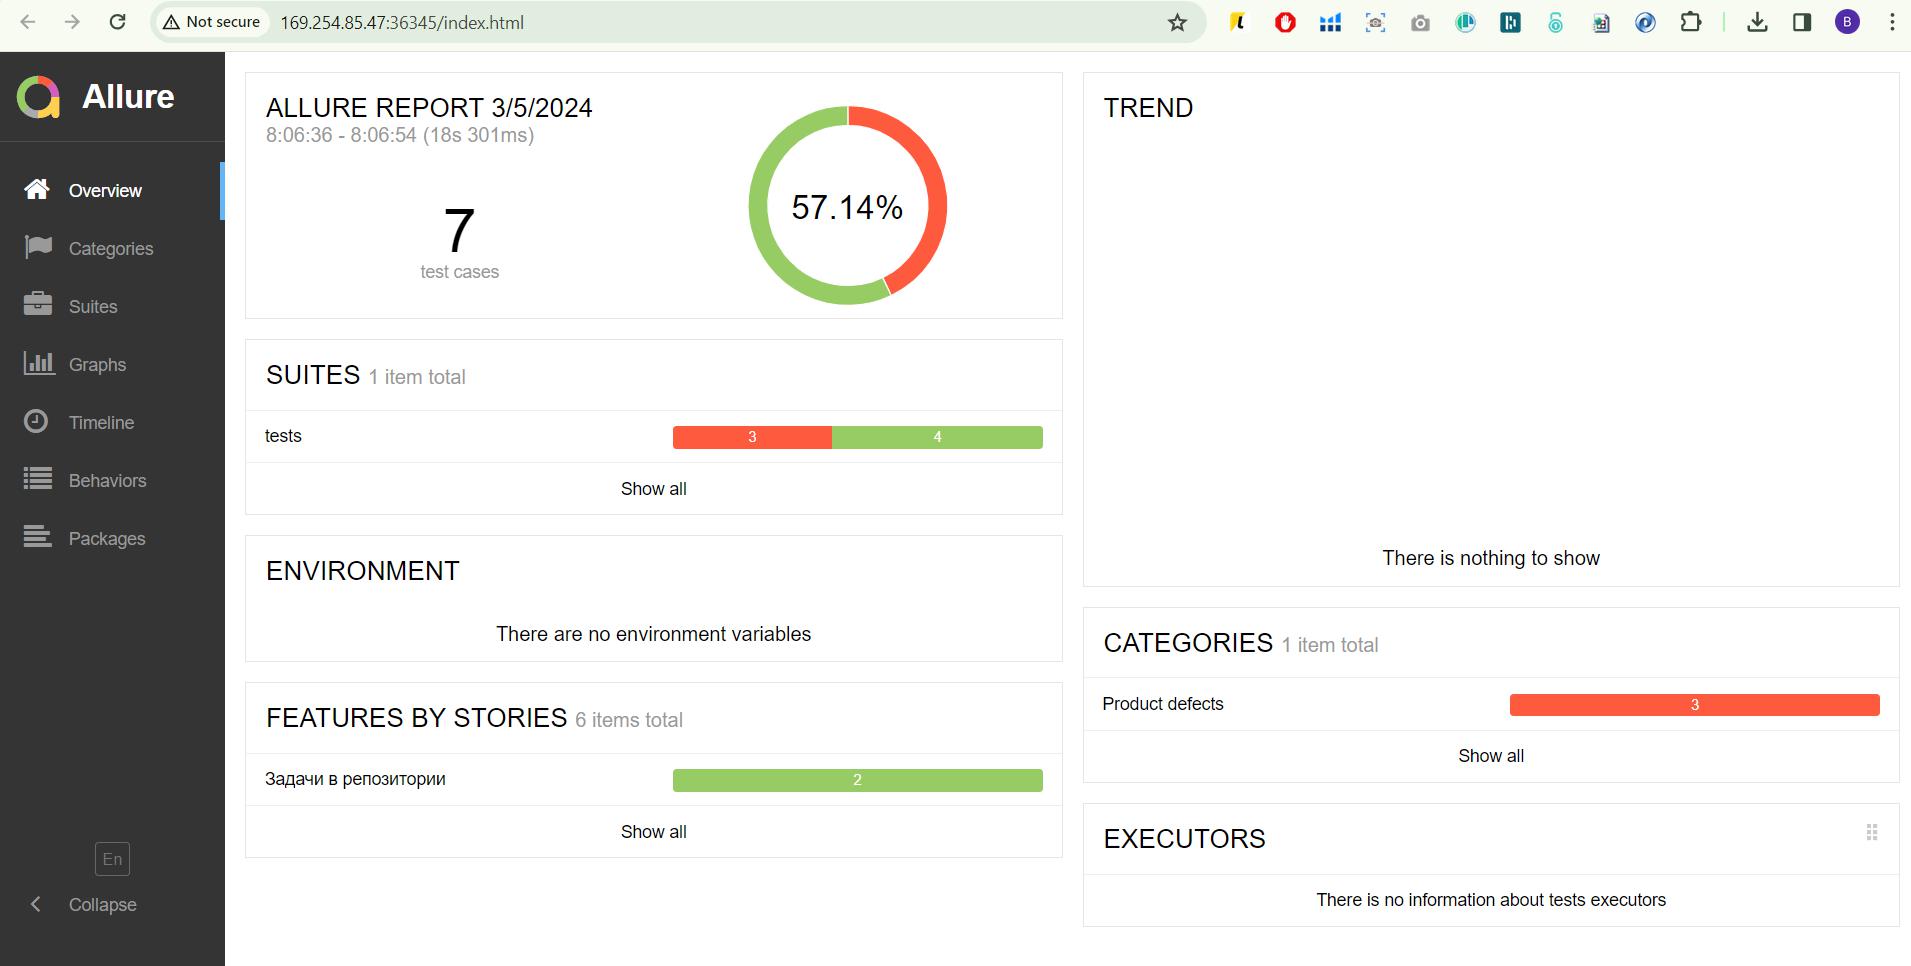 Not secure
169.254.85.47:36345/index.html
B
Allure
Overview
Categories
Suites
Graphs
Timeline
Behaviors
Packages
En
Collapse
ALLURE REPORT 3/5/2024
8:06:36 - 8:06:54 (18s 301ms)
7
test cases
57.14%
SUITES 1 item total
tests 3 4
Show all
ENVIRONMENT
There are no environment variables
FEATURES BY STORIES 6 items total
Задачи в репозитории 2
Show all
TREND
There is nothing to show
CATEGORIES 1 item total
Product defects 3
Show all
EXECUTORS
There is no information about tests executors